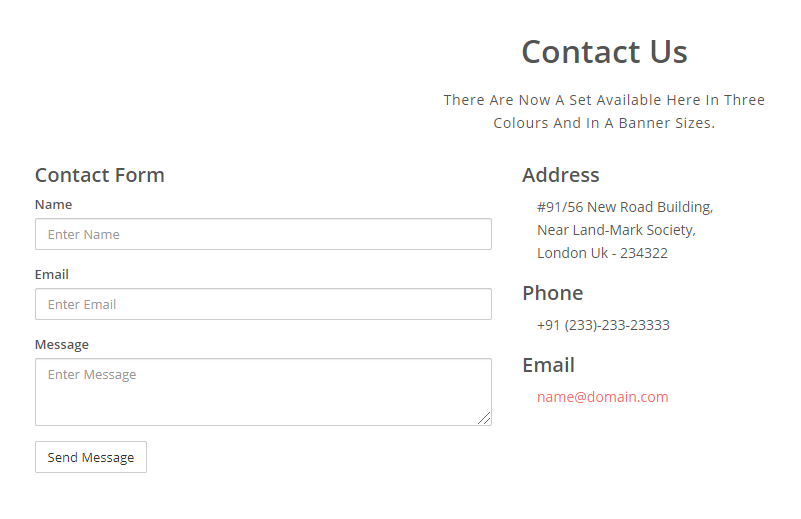 Contact Us
There Are Now A Set Available Here In Three
Colours And In A Banner Sizes.
Contact Form
Name
Enter Name
Email
Enter Email
Message
Enter Message
Send Message
Address
#91/56 New Road Building,
Near Land-Mark Society,
London Uk - 234322
Phone
+91 (233)-233-23333
Email
name@domain.com